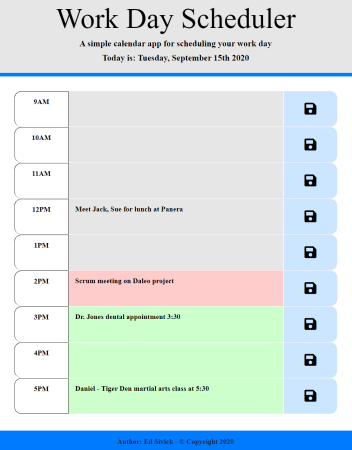 Work Day Scheduler
A simple calendar app for scheduling your work day
Today is: Tuesday, September 15th 2020
9AM
10AM
11AM
12PM Meet Jack, Sue for lunch at Panera
1PM
2PM Scrum meeting on Daleo project
3PM Dr. Jones dental appointment 3:30
4PM
5PM Daniel - Tiger Den martial arts class at 5:30
Author: Ed Sivick - © Copyright 2020